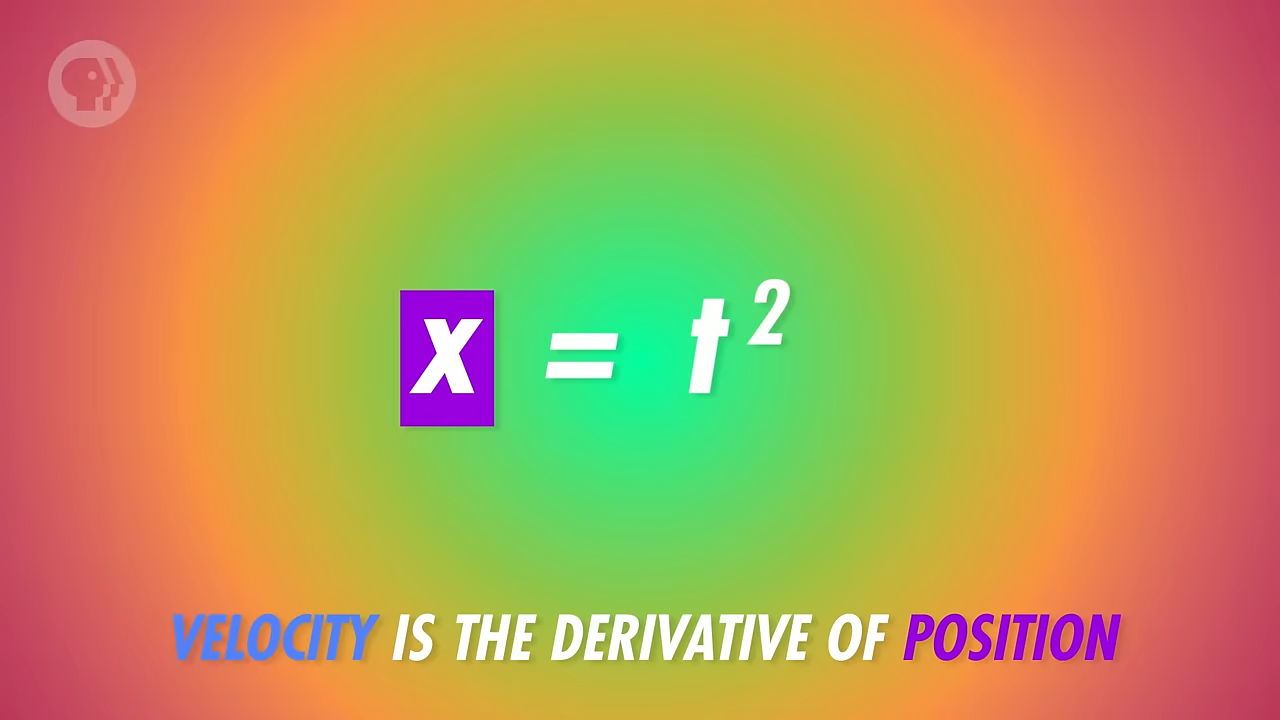 x = t²
VELOCITY IS THE DERIVATIVE OF POSITION